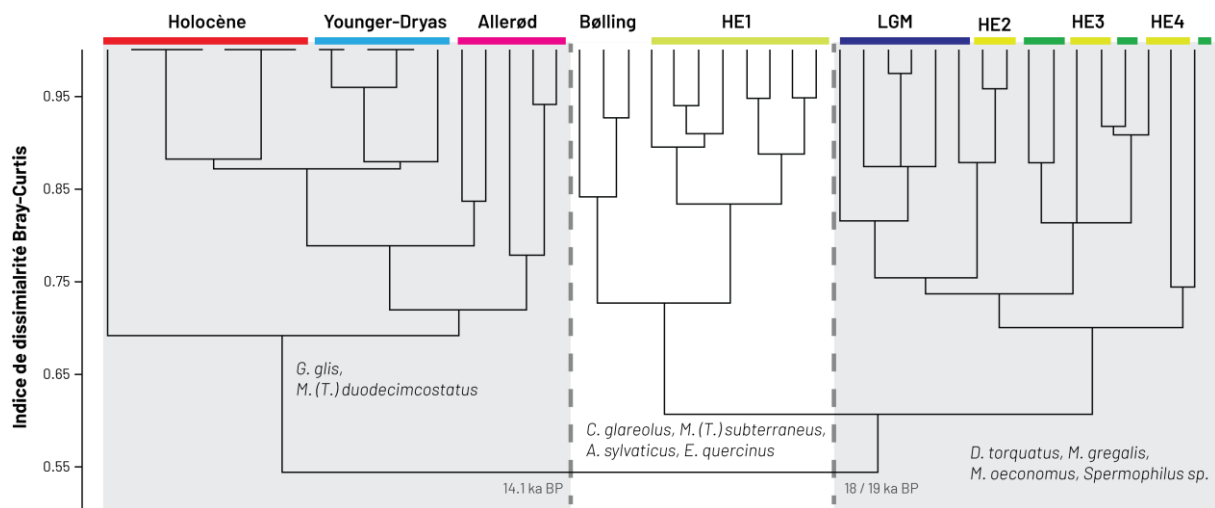 Holocène
Younger-Dryas
Allerød
Bølling
HE1
LGM
HE2
HE3
HE4
Indice de dissimialrité Bray-Curtis
0.95
0.85
0.75
0.65
0.55
G. glis,
M. (T.) duodecimcostatus
C. glareolus, M. (T.) subterraneus,
A. sylvaticus, E. quercinus
D. torquatus, M. gregalis,
M. oeconomus, Spermophilus sp.
14.1 ka BP
18 / 19 ka BP